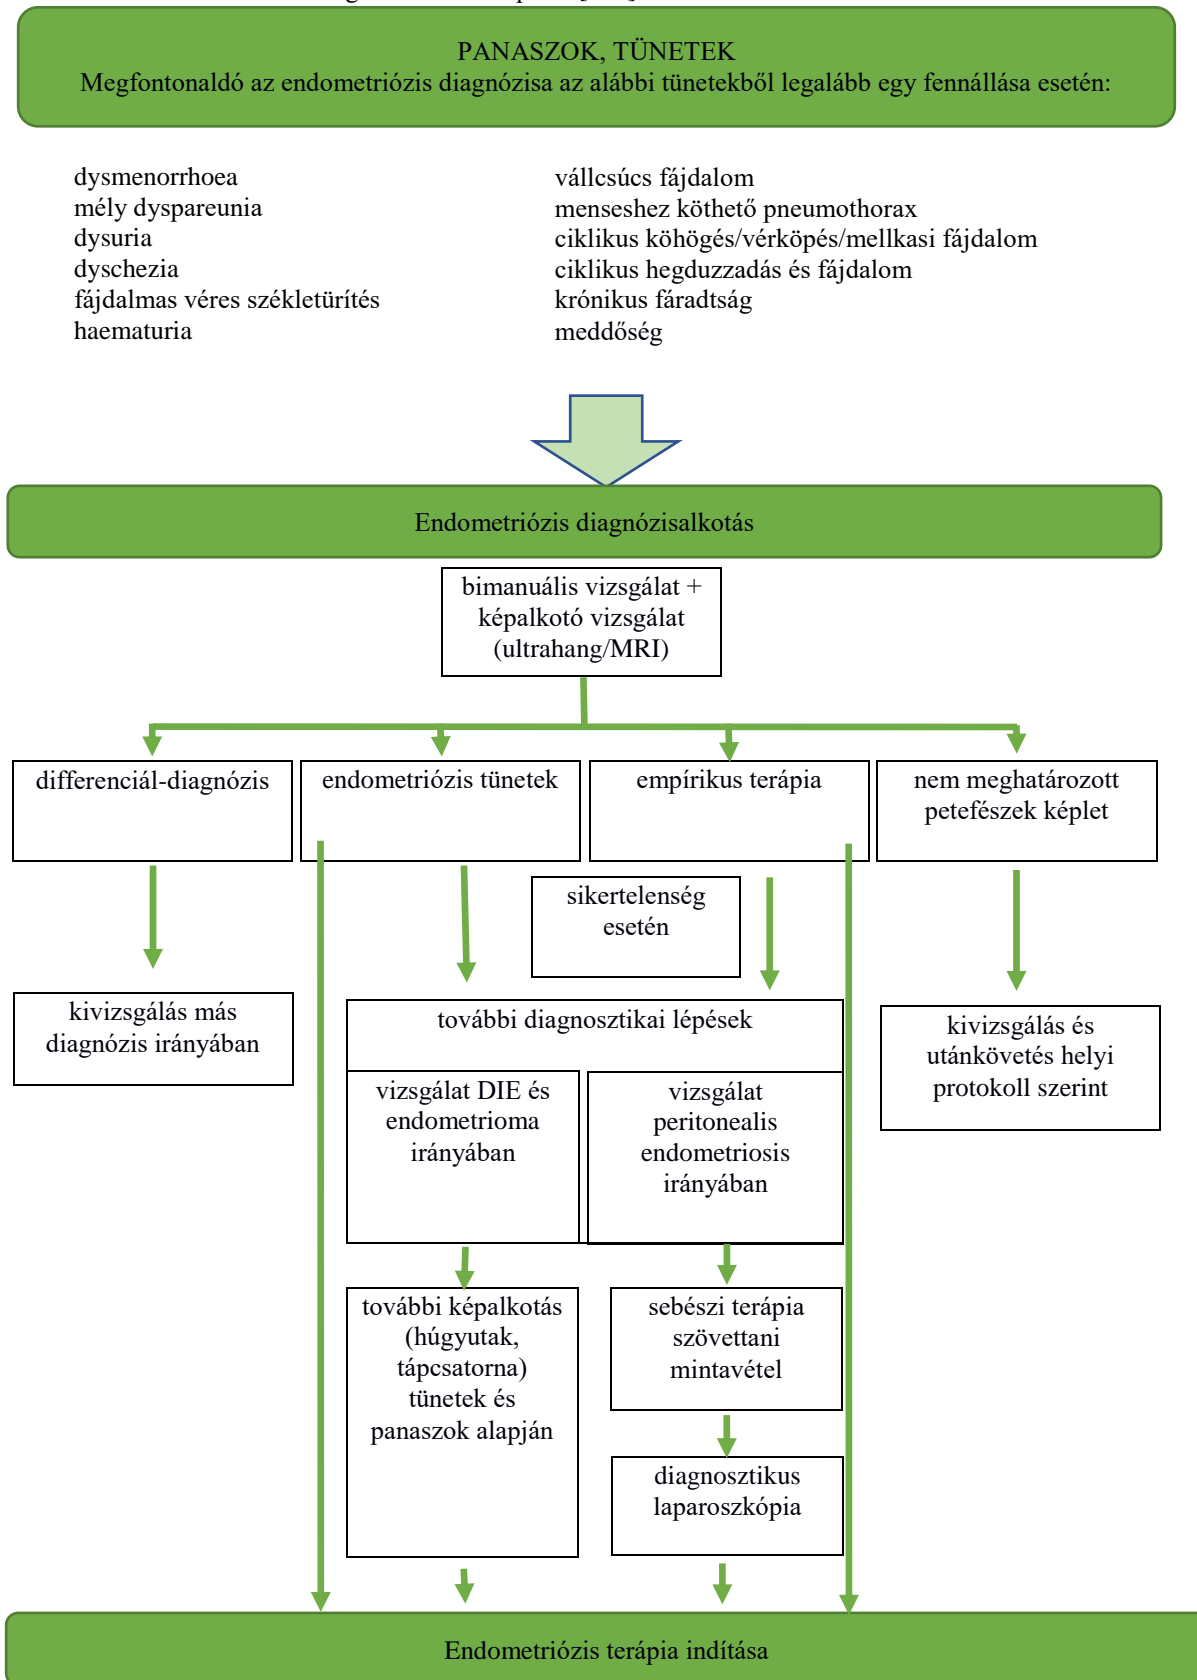 PANASZOK, TÜNETEK
Megfontonaldó az endometriózis diagnózisa az alábbi tünetekből legalább egy fennállása esetén:
dysmenorrhoea
mély dyspareunia
dysuria
dyschezia
fájdalmas véres székletürítés
haematuria
vállcsúcs fájdalom
menseshez köthető pneumothorax
ciklikus köhögés/vérköpés/mellkasi fájdalom
ciklikus hegduzzadás és fájdalom
krónikus fáradtság
meddőség
Endometriózis diagnózisalkotás
bimanuális vizsgálat +
képalkotó vizsgálat
(ultrahang/MRI)
differenciál-diagnózis
endometriózis tünetek
empírikus terápia
nem meghatározott
petefészek képlet
sikertelenség
esetén
kivizsgálás más
diagnózis irányában
további diagnosztikai lépések
kivizsgálás és
utánkövetés helyi
protokoll szerint
vizsgálat DIE és
endometrioma
irányában
vizsgálat
peritonealis
endometriosis
irányában
további képalkotás
(húgyutak,
tápcsatorna)
tünetek és
panaszok alapján
sebészi terápia
szövettani
mintavétel
diagnosztikus
laparoszkópia
Endometriózis terápia indítása